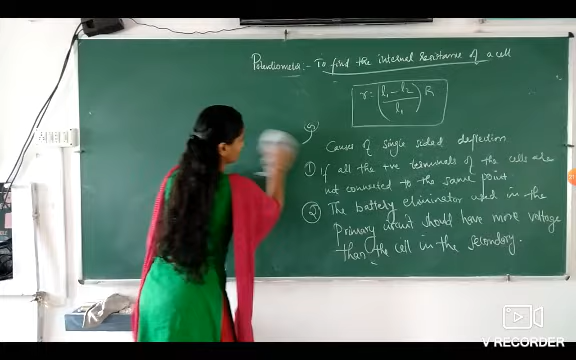 Potentiometer :- To find the internal resistance of a cell
r = (l₁ - l₂ / l₁) R
Causes of single sided deflection
① If all the +ve terminals of the cells are
not connected to the same point
② The battery eliminator used in the
Primary circuit should have more voltage
than the cell in the secondary.
V RECORDER